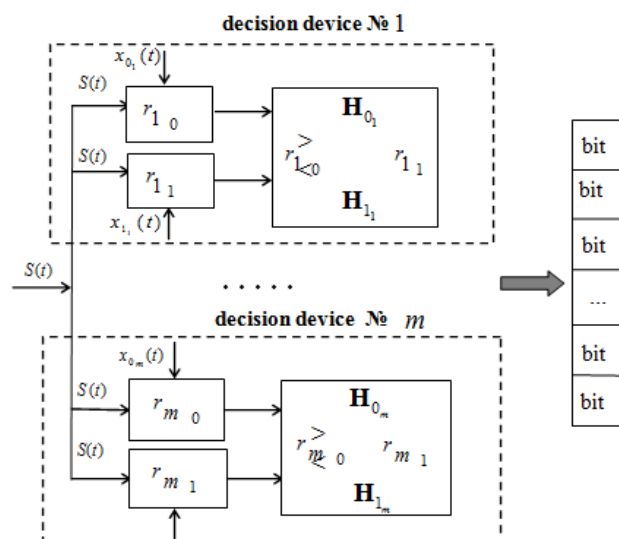 decision device № 1
x₀₁(t)
S(t)
r₁ ₀
H₀₁
bit
S(t)
r₁ > < ₀ r₁ ₁
r₁ ₁
bit
H₁₁
x₁₁(t)
bit
S(t)
. . . . .
...
decision device № m
x₀ₘ(t)
bit
S(t)
rₘ ₀
H₀ₘ
bit
S(t)
rₘ > < ₀ rₘ ₁
rₘ ₁
H₁ₘ